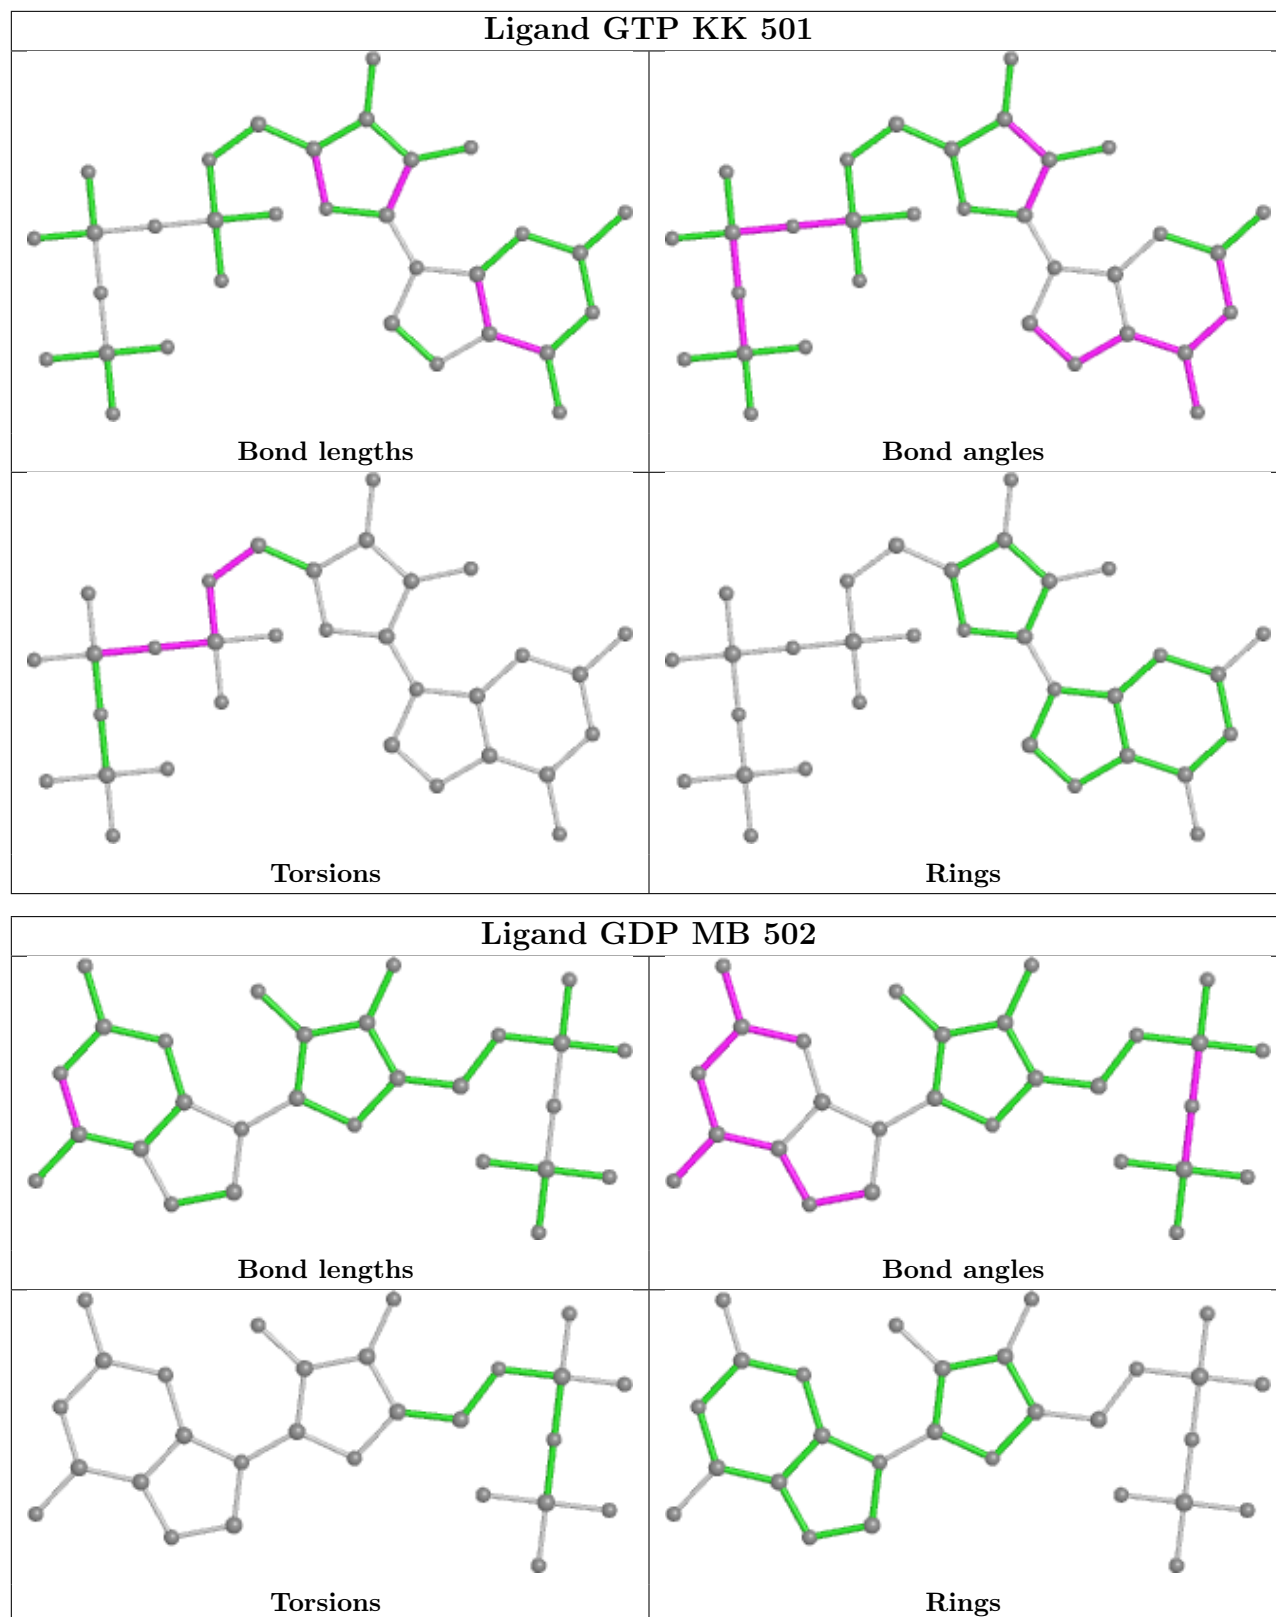 Ligand GTP KK 501
Bond lengths
Bond angles
Torsions
Rings
Ligand GDP MB 502
Bond lengths
Bond angles
Torsions
Rings